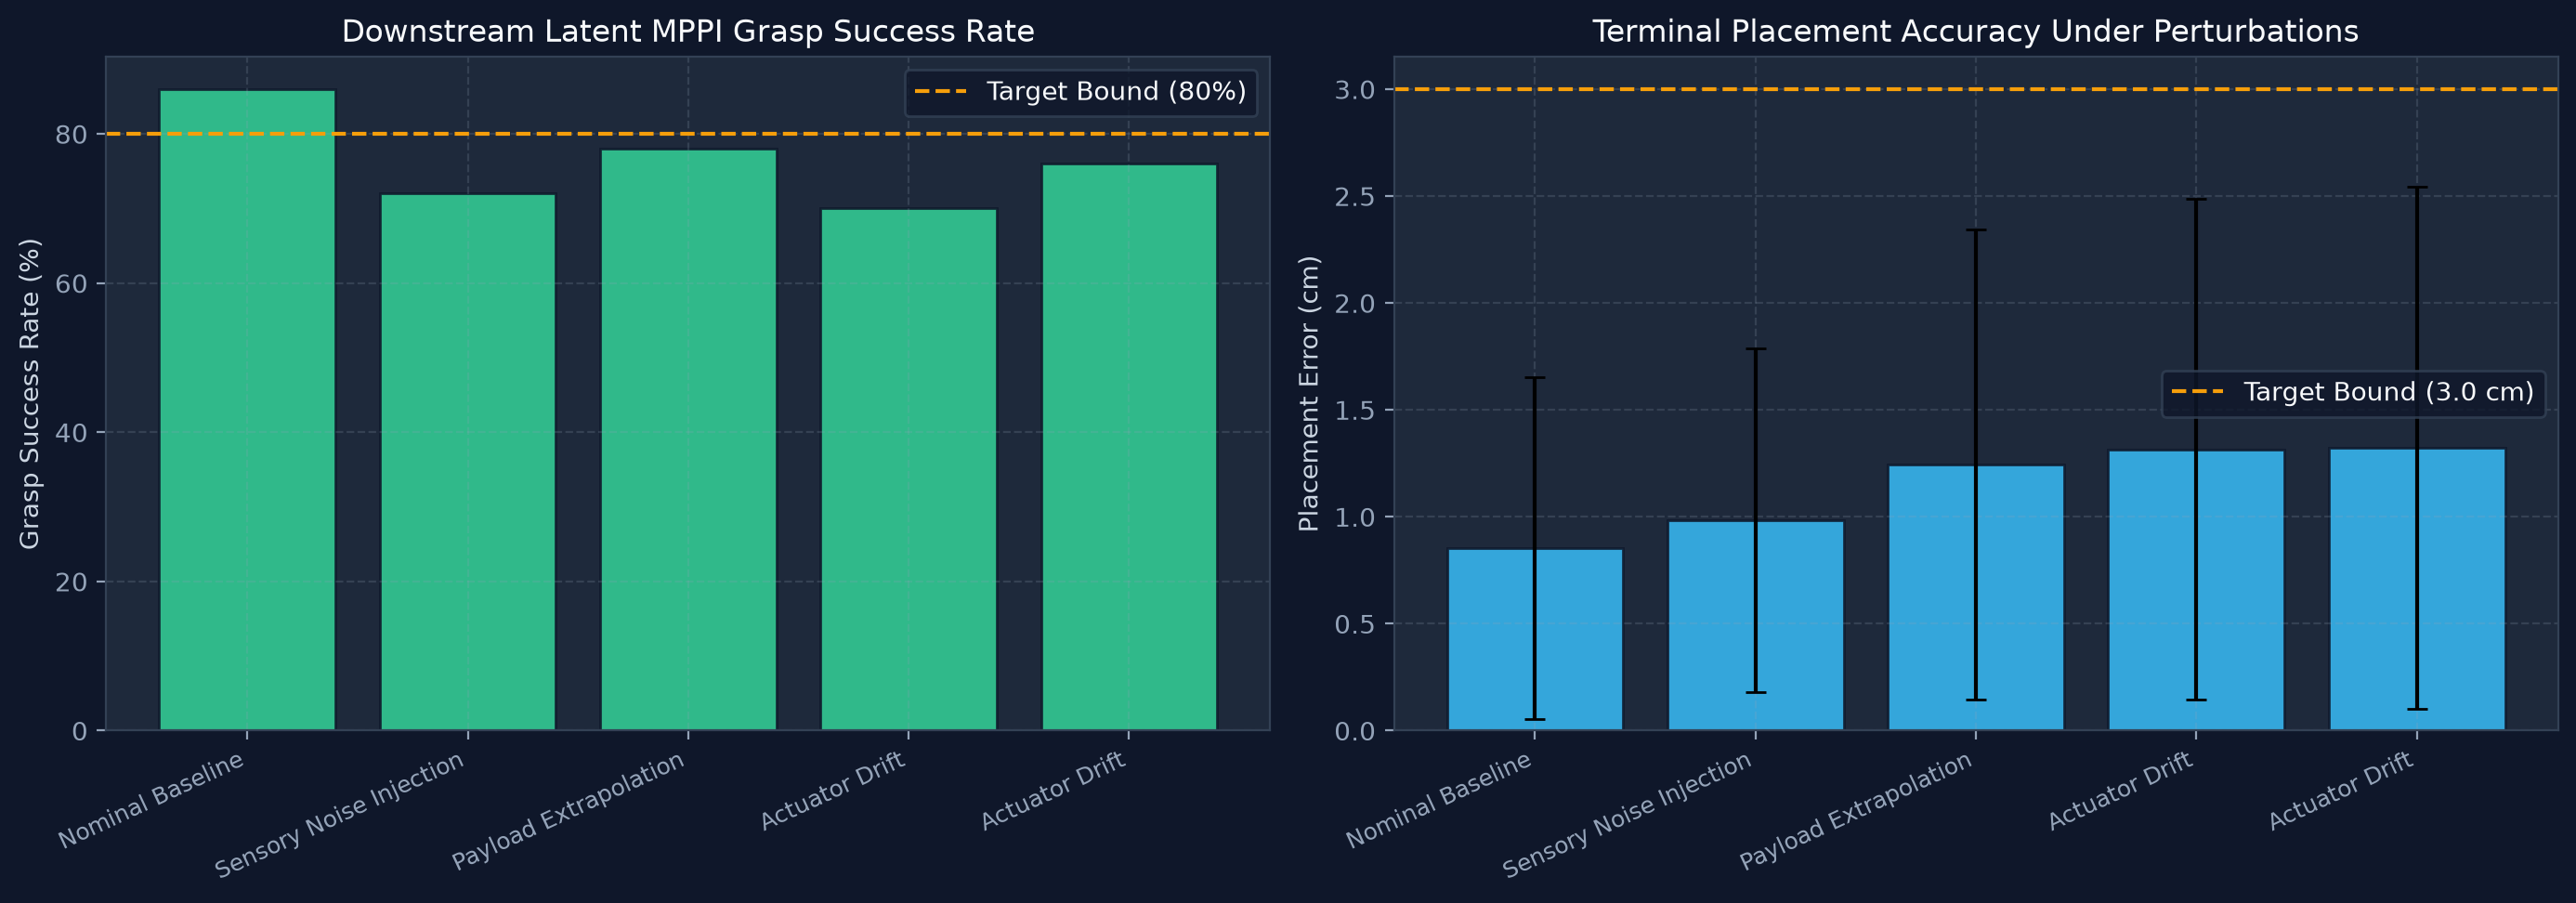 Downstream Latent MPPI Grasp Success Rate
Target Bound (80%)
Grasp Success Rate (%)
80
60
40
20
0
Nominal Baseline
Sensory Noise Injection
Payload Extrapolation
Actuator Drift
Actuator Drift
Terminal Placement Accuracy Under Perturbations
Target Bound (3.0 cm)
Placement Error (cm)
3.0
2.5
2.0
1.5
1.0
0.5
0.0
Nominal Baseline
Sensory Noise Injection
Payload Extrapolation
Actuator Drift
Actuator Drift